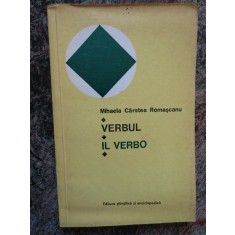 Mihaela Cârstea Romașcanu
VERBUL
IL VERBO
Editura științifică și enciclopedică